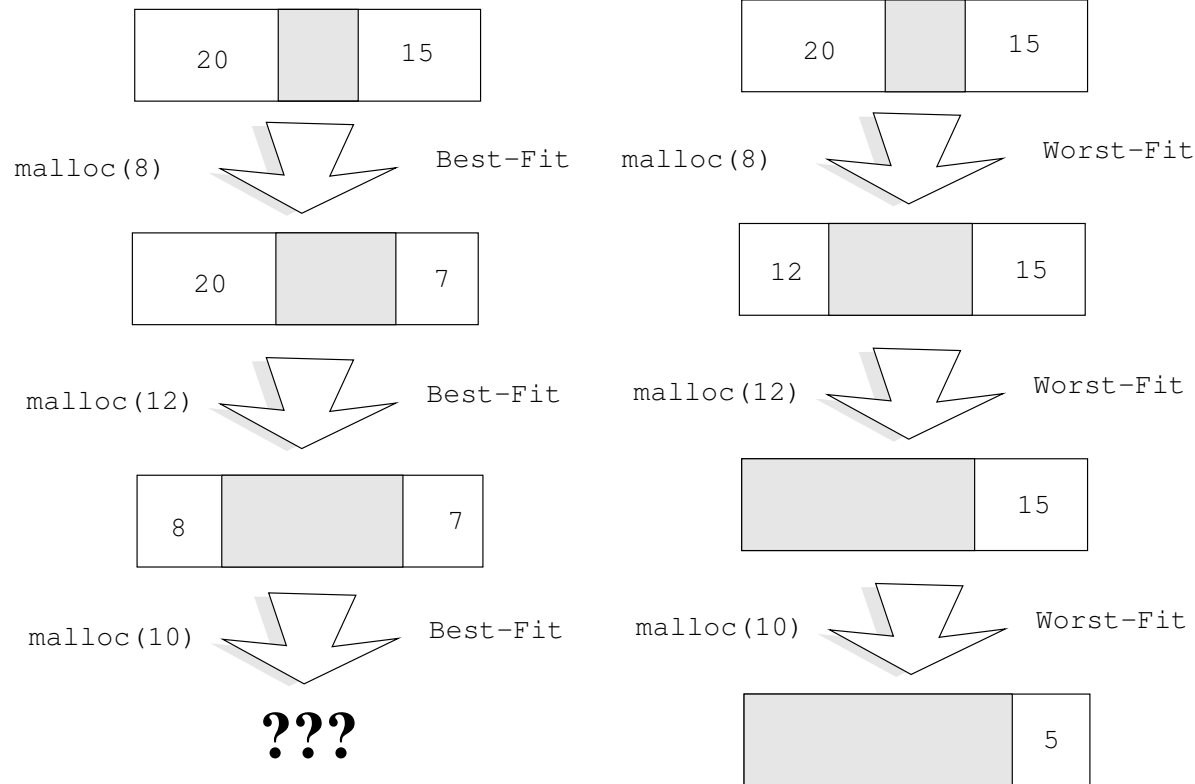 20 15
malloc(8) Best-Fit
20 7
malloc(12) Best-Fit
8 7
malloc(10) Best-Fit
???
20 15
malloc(8) Worst-Fit
12 15
malloc(12) Worst-Fit
15
malloc(10) Worst-Fit
5